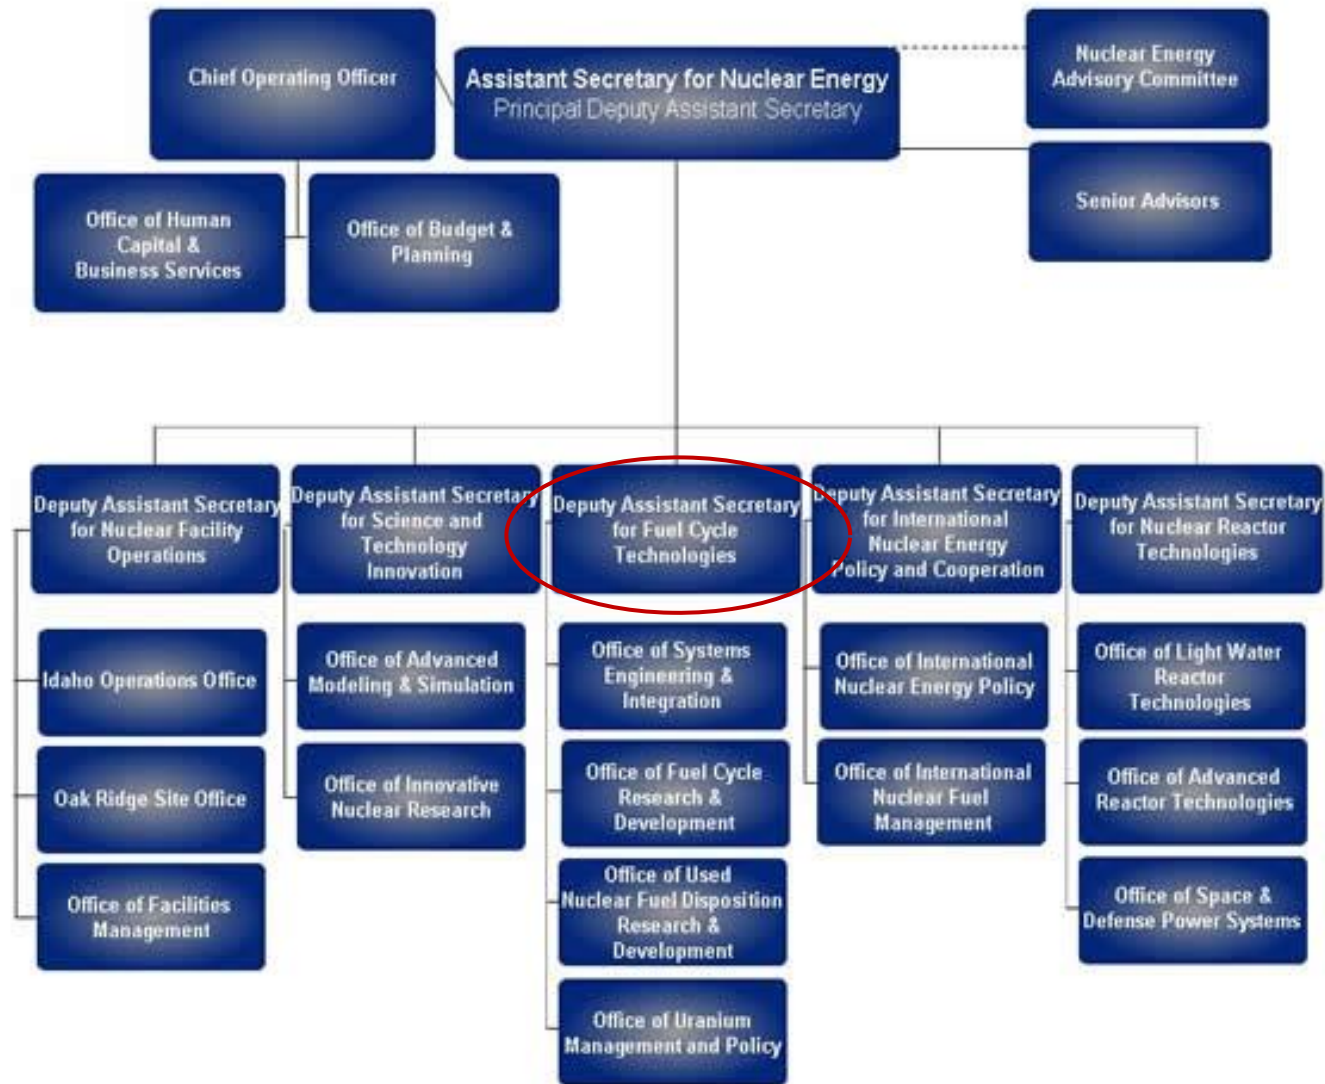 Chief Operating Officer
Assistant Secretary for Nuclear Energy
Principal Deputy Assistant Secretary
Nuclear Energy
Advisory Committee
Office of Human
Capital &
Business Services
Office of Budget &
Planning
Senior Advisors
Deputy Assistant Secretary
for Nuclear Facility
Operations
Deputy Assistant Secretary
for Science and
Technology
Innovation
Deputy Assistant Secretary
for Fuel Cycle
Technologies
Deputy Assistant Secretary
for International
Nuclear Energy
Policy and Cooperation
Deputy Assistant Secretary
for Nuclear Reactor
Technologies
Idaho Operations Office
Oak Ridge Site Office
Office of Facilities
Management
Office of Advanced
Modeling & Simulation
Office of Innovative
Nuclear Research
Office of Systems
Engineering &
Integration
Office of Fuel Cycle
Research &
Development
Office of Used
Nuclear Fuel Disposition
Research &
Development
Office of Uranium
Management and Policy
Office of International
Nuclear Energy Policy
Office of International
Nuclear Fuel
Management
Office of Light Water
Reactor
Technologies
Office of Advanced
Reactor Technologies
Office of Space &
Defense Power Systems